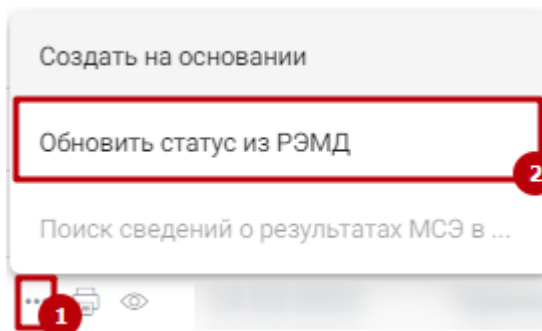 Создать на основании
Обновить статус из РЭМД
2
Поиск сведений о результатах МСЭ в ...
... 1